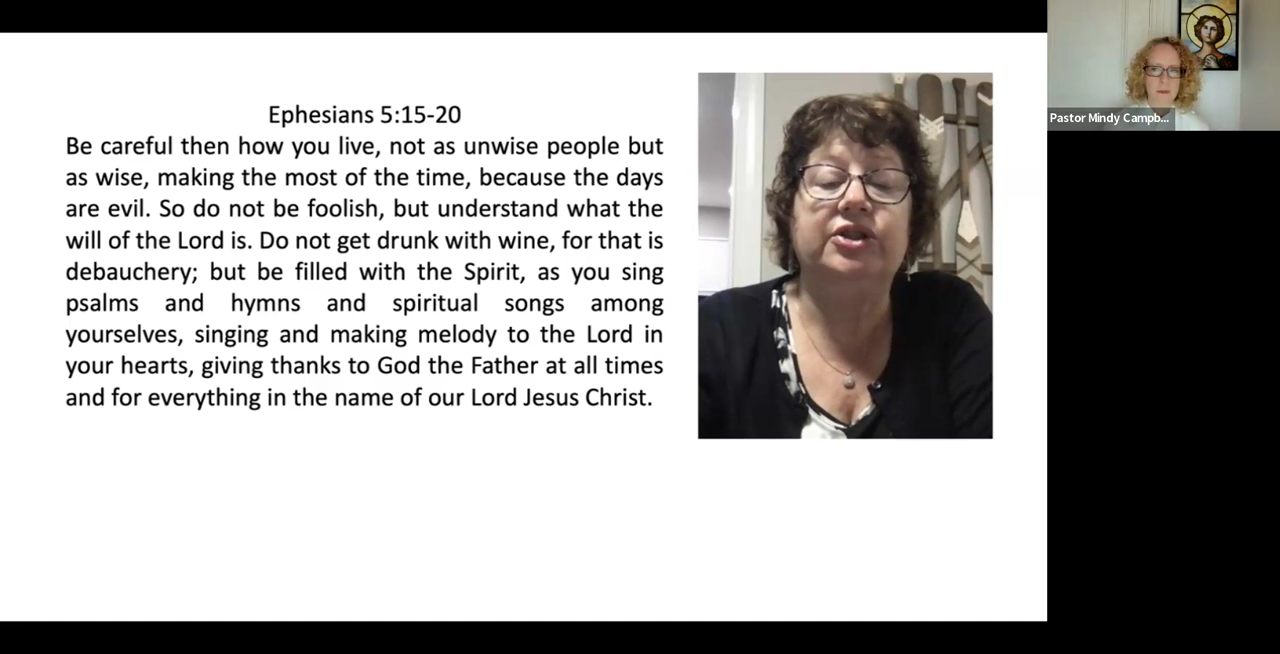 Ephesians 5:15-20
Be careful then how you live, not as unwise people but
as wise, making the most of the time, because the days
are evil. So do not be foolish, but understand what the
will of the Lord is. Do not get drunk with wine, for that is
debauchery; but be filled with the Spirit, as you sing
psalms and hymns and spiritual songs among
yourselves, singing and making melody to the Lord in
your hearts, giving thanks to God the Father at all times
and for everything in the name of our Lord Jesus Christ.
Pastor Mindy Campb...